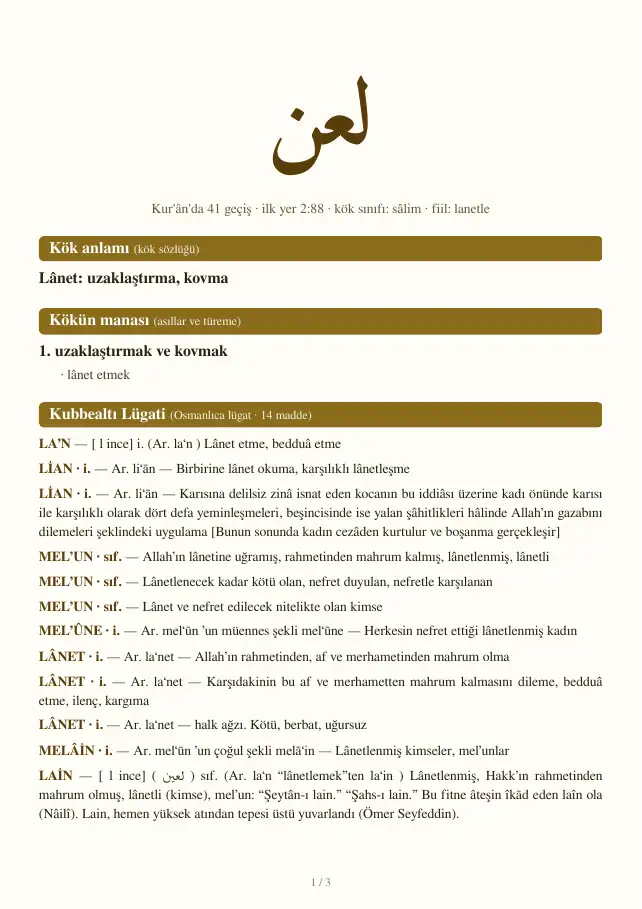 لعن
Kur'ân'da 41 geçiş · ilk yer 2:88 · kök sınıfı: sâlim · fiil: lanetle
Kök anlamı (kök sözlüğü)
Lânet: uzaklaştırma, kovma
Kökün manası (asıllar ve türeme)
1. uzaklaştırmak ve kovmak
· lânet etmek
Kubbealtı Lügati (Osmanlıca lügat · 14 madde)
LA’N — [ l ince] i. (Ar. la‘n ) Lânet etme, bedduâ etme
LİAN · i. — Ar. li‘ān — Birbirine lânet okuma, karşılıklı lânetleşme
LİAN · i. — Ar. li‘ān — Karısına delilsiz zinâ isnat eden kocanın bu iddiâsı üzerine kadı önünde karısı
ile karşılıklı olarak dört defa yeminleşmeleri, beşincisinde ise yalan şâhitlikleri hâlinde Allah’ın gazabını
dilemeleri şeklindeki uygulama [Bunun sonunda kadın cezâden kurtulur ve boşanma gerçekleşir]
MEL’UN · sıf. — Allah’ın lânetine uğramış, rahmetinden mahrum kalmış, lânetlenmiş, lânetli
MEL’UN · sıf. — Lânetlenecek kadar kötü olan, nefret duyulan, nefretle karşılanan
MEL’UN · sıf. — Lânet ve nefret edilecek nitelikte olan kimse
MEL’ÛNE · i. — Ar. mel‘ūn ’un müennes şekli mel‘ūne — Herkesin nefret ettiği lânetlenmiş kadın
LÂNET · i. — Ar. la‘net — Allah’ın rahmetinden, af ve merhametinden mahrum olma
LÂNET · i. — Ar. la‘net — Karşıdakinin bu af ve merhametten mahrum kalmasını dileme, bedduâ
etme, ilenç, kargıma
LÂNET · i. — Ar. la‘net — halk ağzı. Kötü, berbat, uğursuz
MELÂİN · i. — Ar. mel‘ūn ’un çoğul şekli melā‘in — Lânetlenmiş kimseler, mel’unlar
LAİN — [ l ince] ( لعين ) sıf. (Ar. la‘n “lânetlemek”ten la‘in ) Lânetlenmiş, Hakk’ın rahmetinden
mahrum olmuş, lânetli (kimse), mel’un: “Şeytân-ı lain.” “Şahs-ı lain.” Bu fitne âteşin îkād eden laîn ola
(Nâilî). Lain, hemen yüksek atından tepesi üstü yuvarlandı (Ömer Seyfeddin).
1 / 3